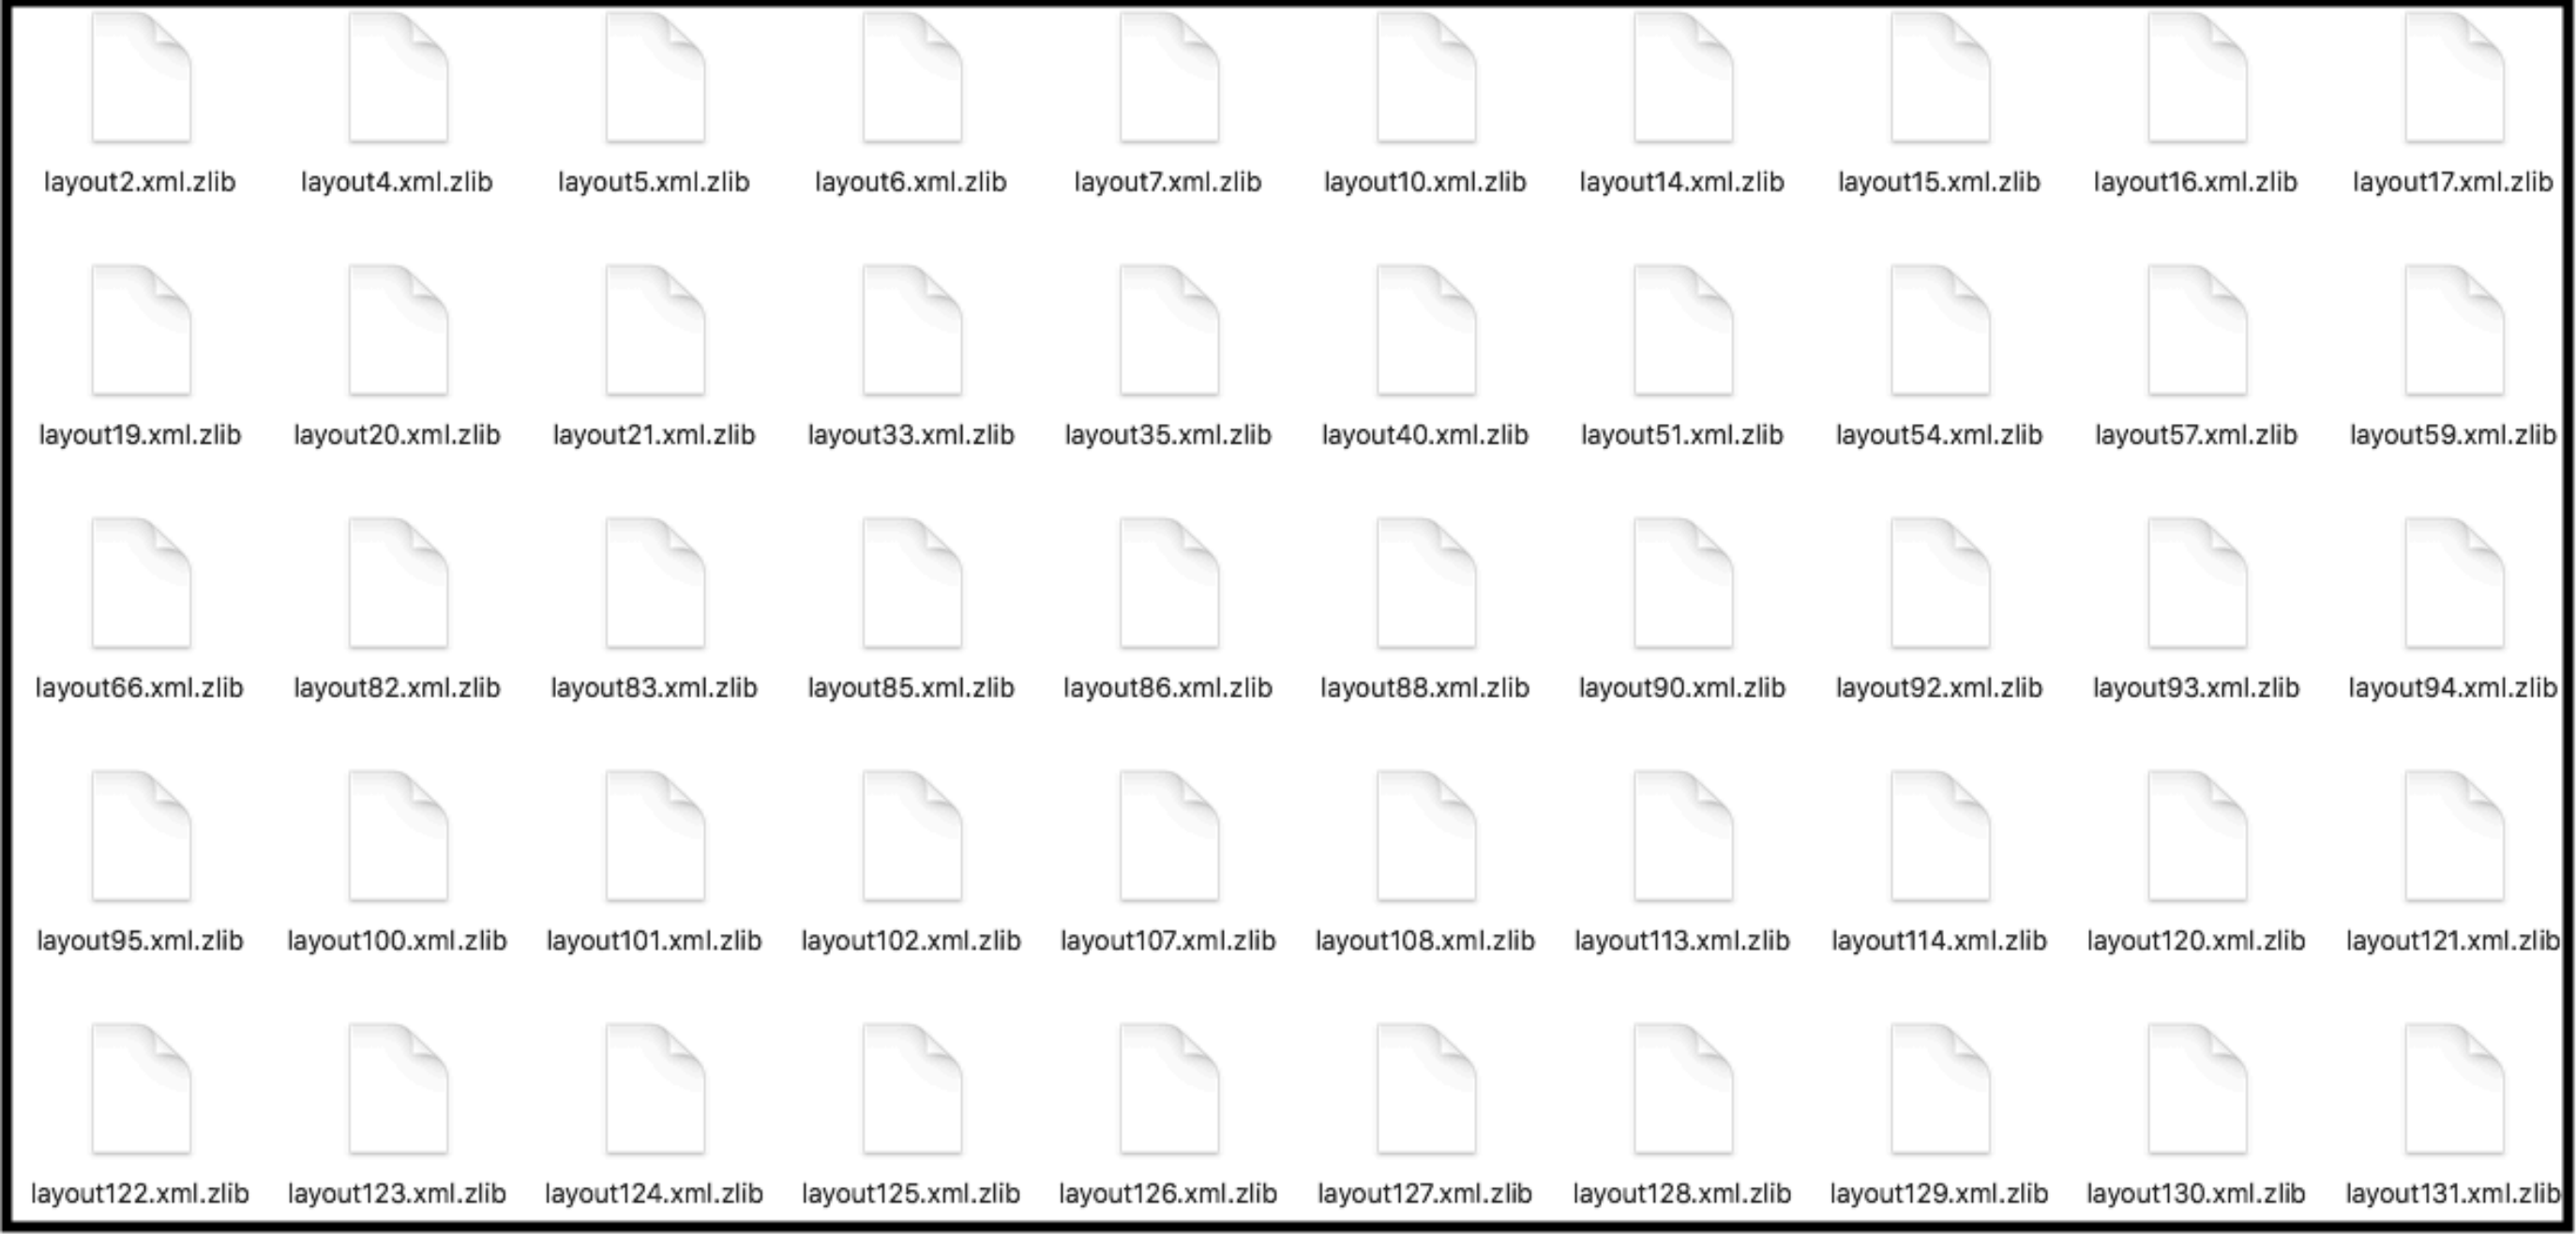 layout2.xml.zlib layout4.xml.zlib layout5.xml.zlib layout6.xml.zlib layout7.xml.zlib layout10.xml.zlib layout14.xml.zlib layout15.xml.zlib layout16.xml.zlib layout17.xml.zlib
layout19.xml.zlib layout20.xml.zlib layout21.xml.zlib layout33.xml.zlib layout35.xml.zlib layout40.xml.zlib layout51.xml.zlib layout54.xml.zlib layout57.xml.zlib layout59.xml.zlib
layout66.xml.zlib layout82.xml.zlib layout83.xml.zlib layout85.xml.zlib layout86.xml.zlib layout88.xml.zlib layout90.xml.zlib layout92.xml.zlib layout93.xml.zlib layout94.xml.zlib
layout95.xml.zlib layout100.xml.zlib layout101.xml.zlib layout102.xml.zlib layout107.xml.zlib layout108.xml.zlib layout113.xml.zlib layout114.xml.zlib layout120.xml.zlib layout121.xml.zlib
layout122.xml.zlib layout123.xml.zlib layout124.xml.zlib layout125.xml.zlib layout126.xml.zlib layout127.xml.zlib layout128.xml.zlib layout129.xml.zlib layout130.xml.zlib layout131.xml.zlib